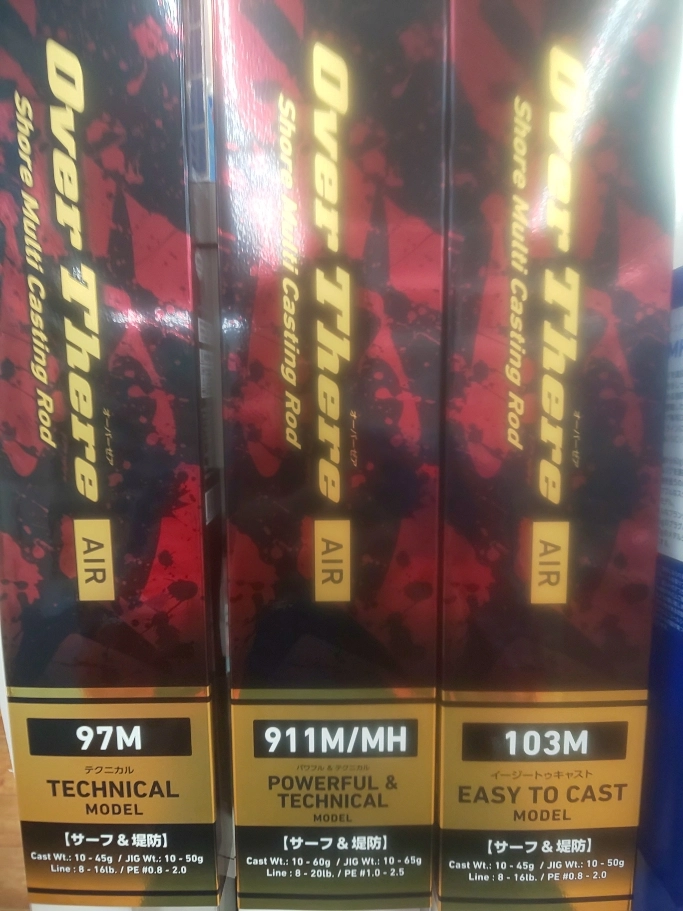 Over There
オーバーゼア
AIR
Shore Multi Casting Rod
97M
テクニカル
TECHNICAL
MODEL
【サーフ & 堤防】
Cast Wt.: 10 - 45g / JIG Wt.: 10 - 50g
Line : 8 - 16lb. / PE #0.8 - 2.0
Over There
オーバーゼア
AIR
Shore Multi Casting Rod
911M/MH
パワフル & テクニカル
POWERFUL &
TECHNICAL
MODEL
【サーフ & 堤防】
Cast Wt.: 10 - 60g / JIG Wt.: 10 - 65g
Line : 8 - 20lb. / PE #1.0 - 2.5
Over There
オーバーゼア
AIR
Shore Multi Casting Rod
103M
イージートゥキャスト
EASY TO CAST
MODEL
【サーフ & 堤防】
Cast Wt.: 10 - 45g / JIG Wt.: 10 - 50g
Line : 8 - 16lb. / PE #0.8 - 2.0